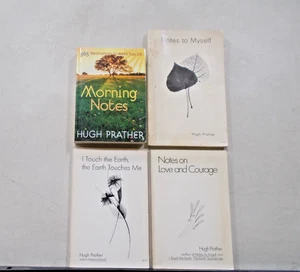 365
Morning
Notes
HUGH PRATHER
Notes to Myself
Hugh Prather
I Touch the Earth,
the Earth Touches Me
Hugh Prather
Notes on
Love and Courage
Hugh Prather